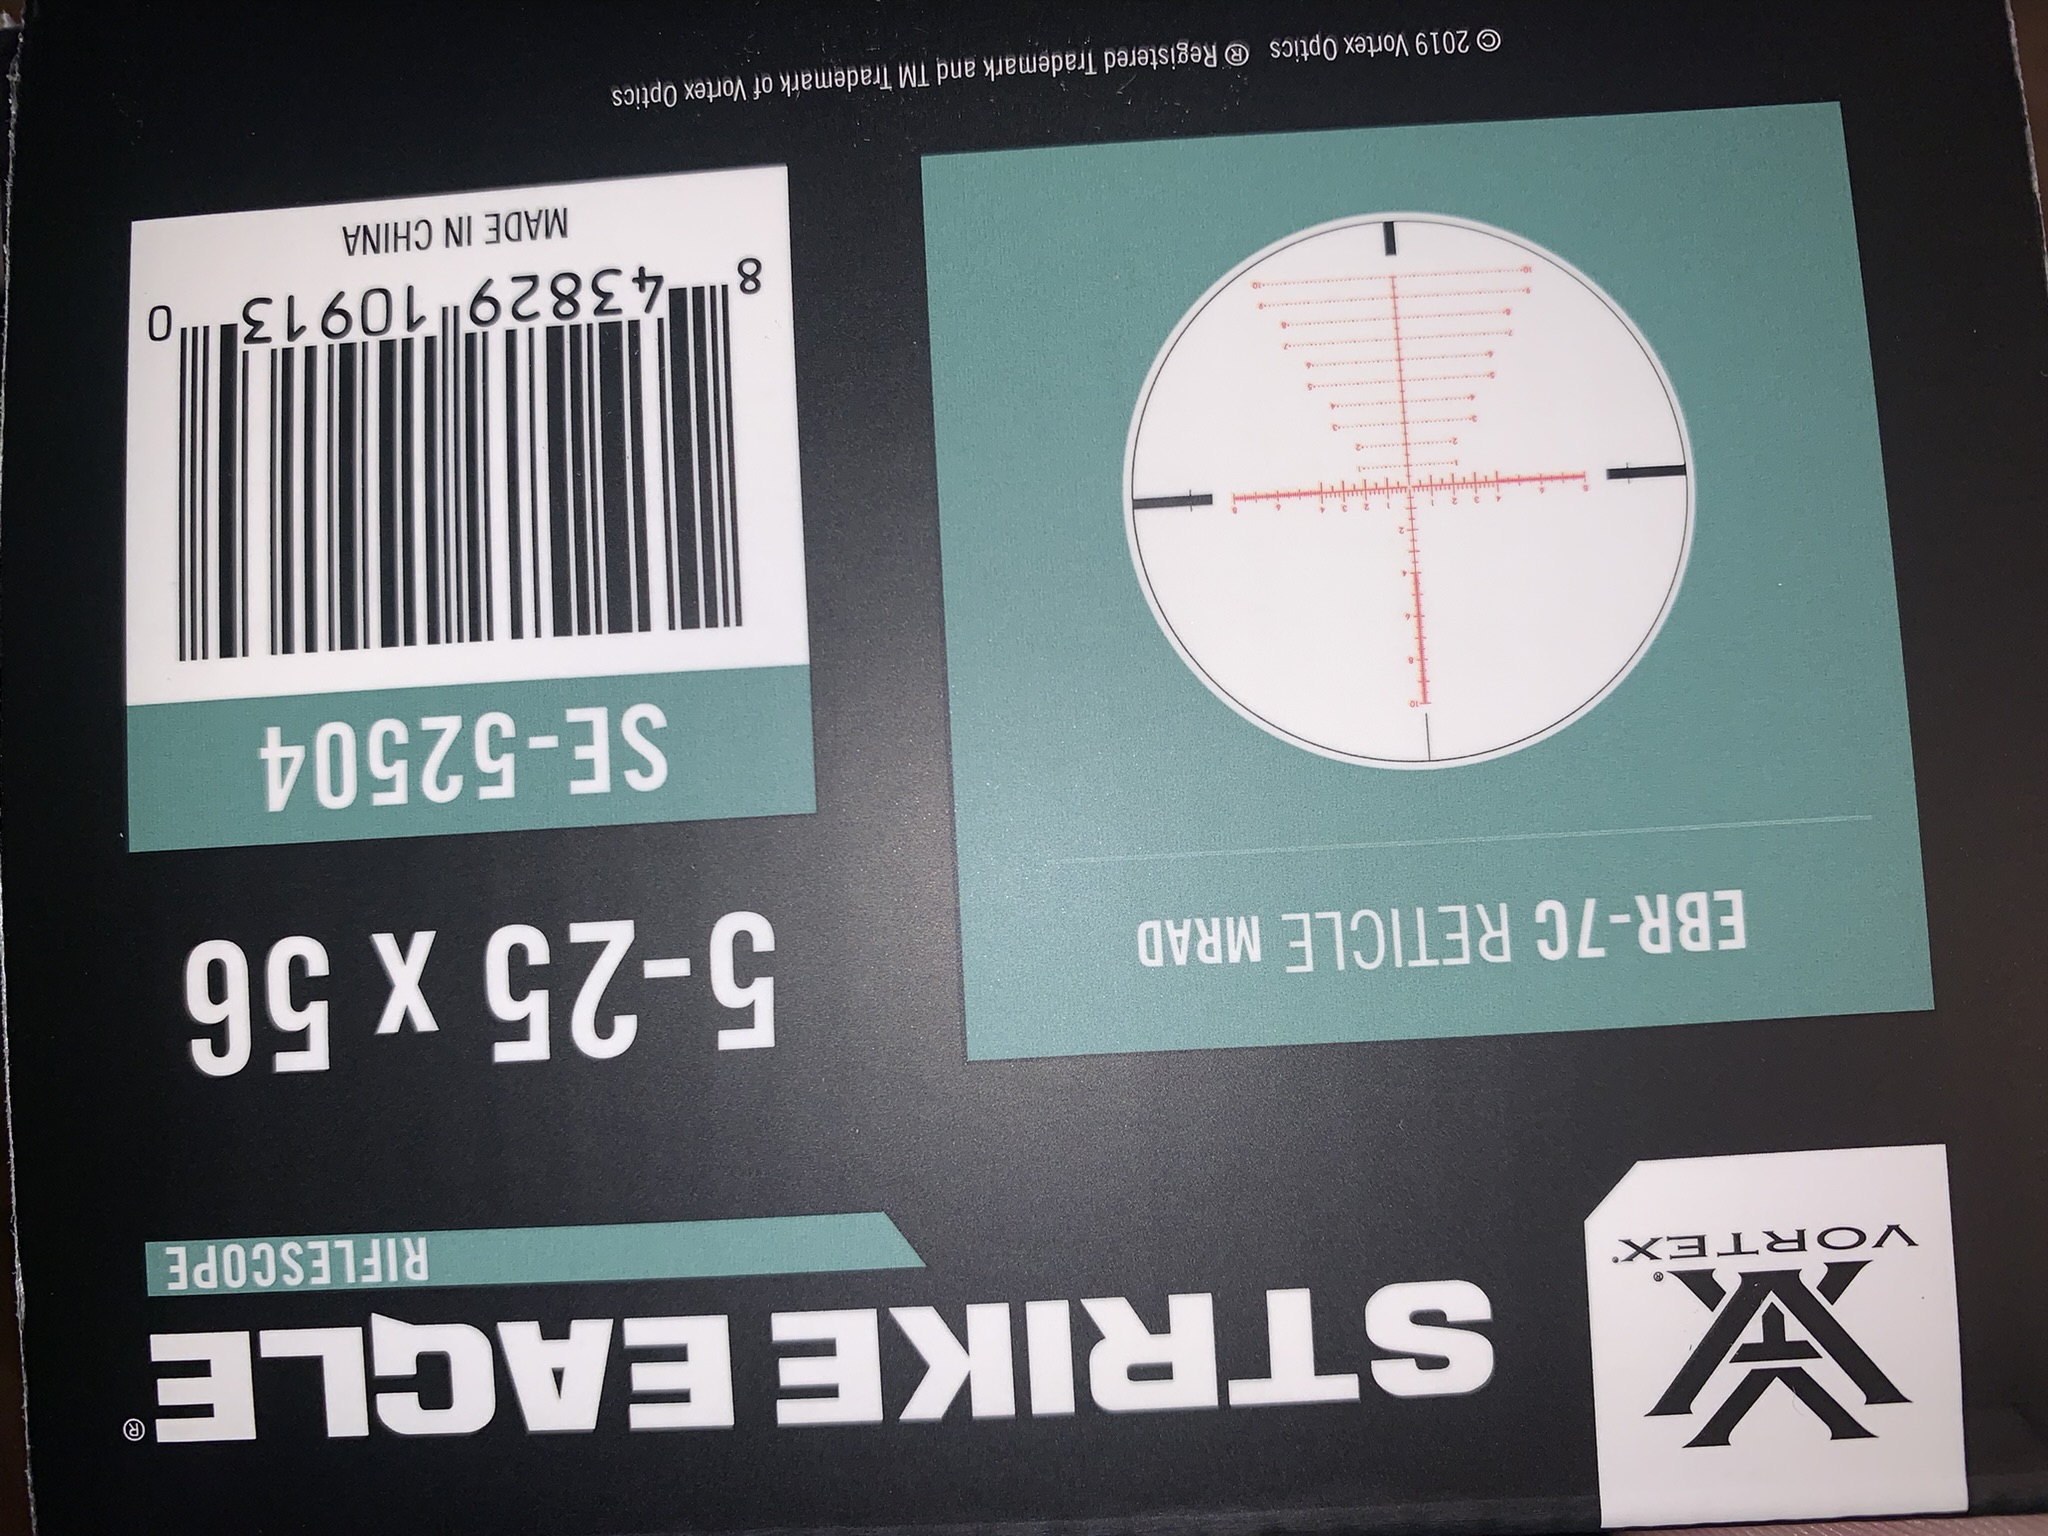 VORTEX®
STRIKE EAGLE®
RIFLESCOPE
EBR-7C RETICLE MRAD
5-25 x 56
SE-52504
8 43829 10913 0
MADE IN CHINA
© 2019 Vortex Optics ® Registered Trademark and TM Trademark of Vortex Optics